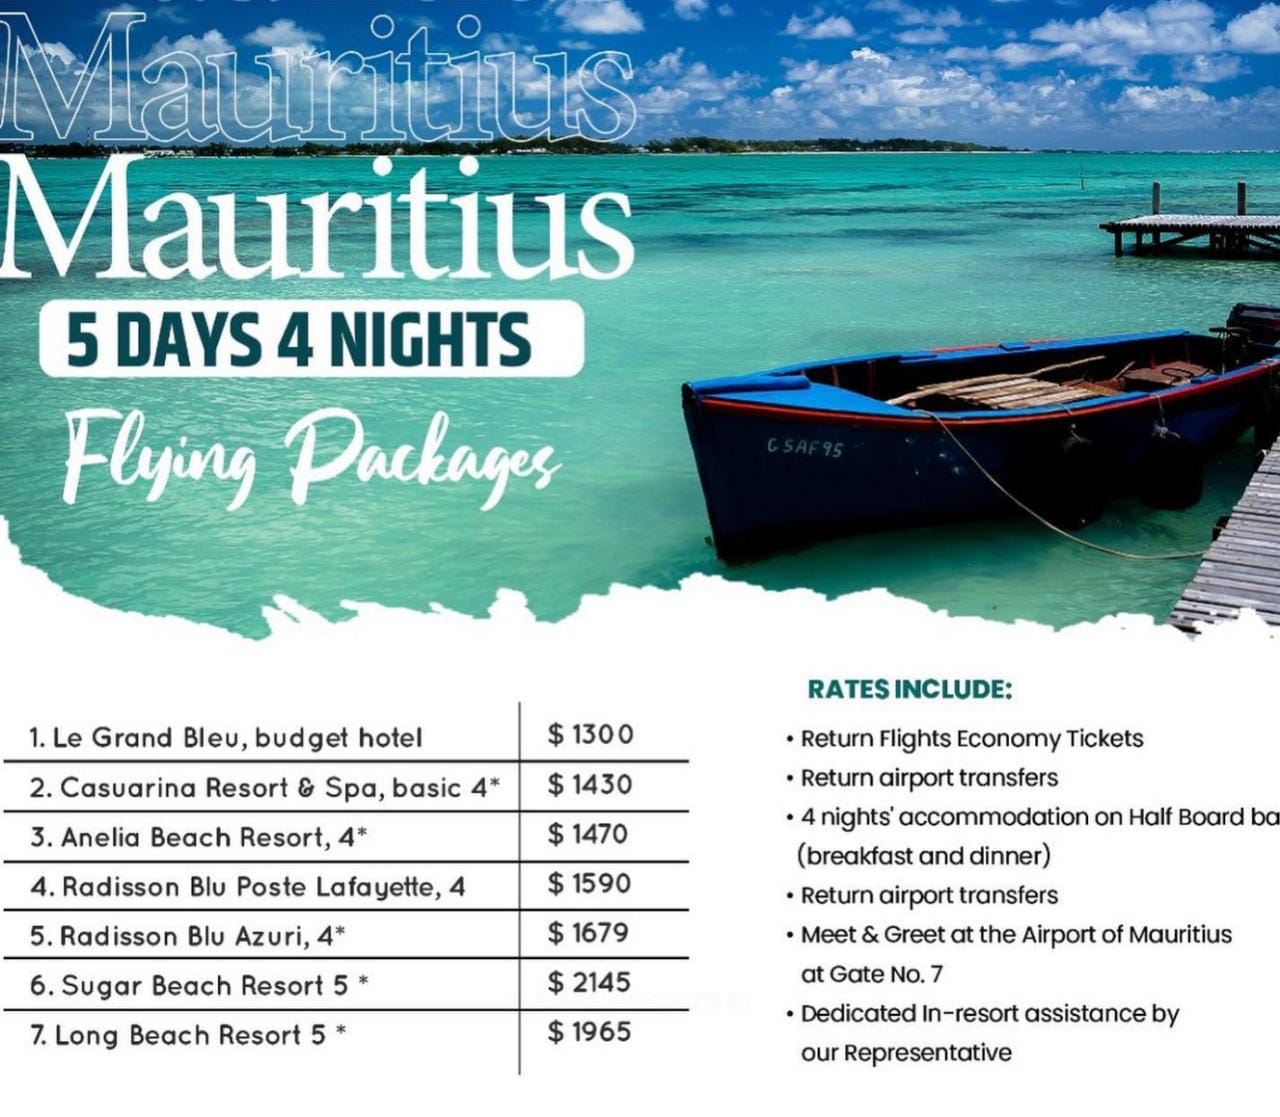 Mauritius
Mauritius
5 DAYS 4 NIGHTS
Flying Packages
G SAF 95
1. Le Grand Bleu, budget hotel $ 1300
2. Casuarina Resort & Spa, basic 4* $ 1430
3. Anelia Beach Resort, 4* $ 1470
4. Radisson Blu Poste Lafayette, 4 $ 1590
5. Radisson Blu Azuri, 4* $ 1679
6. Sugar Beach Resort 5 * $ 2145
7. Long Beach Resort 5 * $ 1965
RATES INCLUDE:
• Return Flights Economy Tickets
• Return airport transfers
• 4 nights' accommodation on Half Board ba
(breakfast and dinner)
• Return airport transfers
• Meet & Greet at the Airport of Mauritius
at Gate No. 7
• Dedicated In-resort assistance by
our Representative